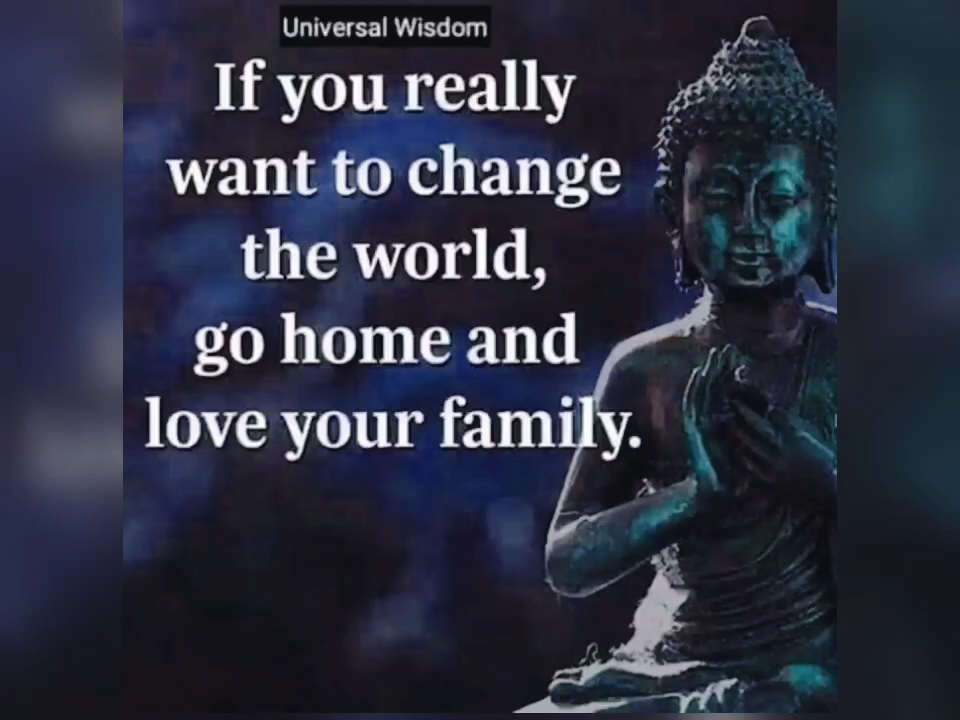 Universal Wisdom
If you really
want to change
the world,
go home and
love your family.